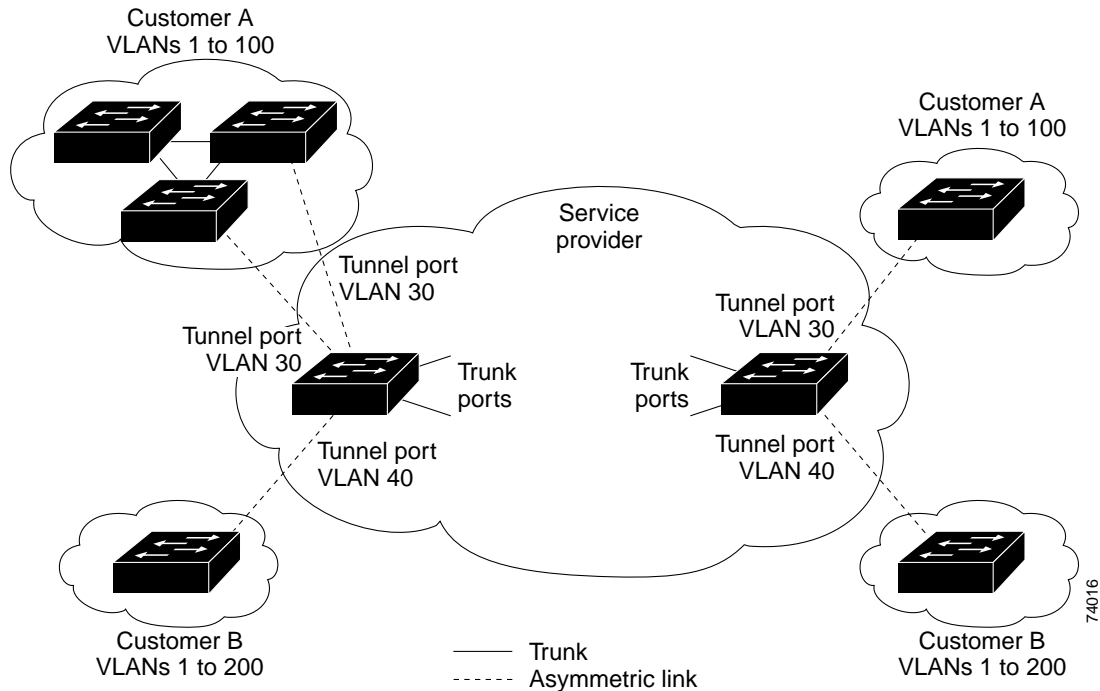 Customer A
VLANs 1 to 100
Customer A
VLANs 1 to 100
Service
provider
Tunnel port
VLAN 30
Tunnel port
VLAN 30
Tunnel port
VLAN 30
Trunk
ports
Trunk
ports
Tunnel port
VLAN 40
Tunnel port
VLAN 40
Customer B
VLANs 1 to 200
Customer B
VLANs 1 to 200
74016
Trunk
Asymmetric link